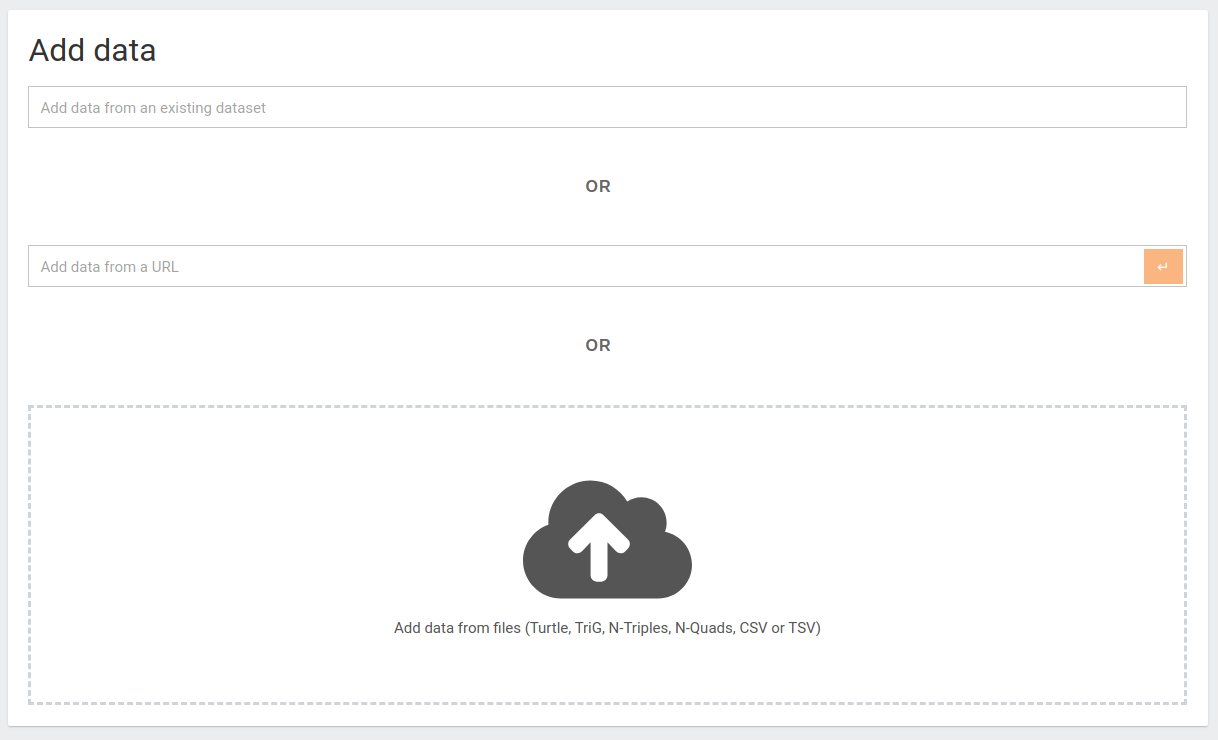 Add data
Add data from an existing dataset
OR
Add data from a URL
↵
OR
Add data from files (Turtle, TriG, N-Triples, N-Quads, CSV or TSV)